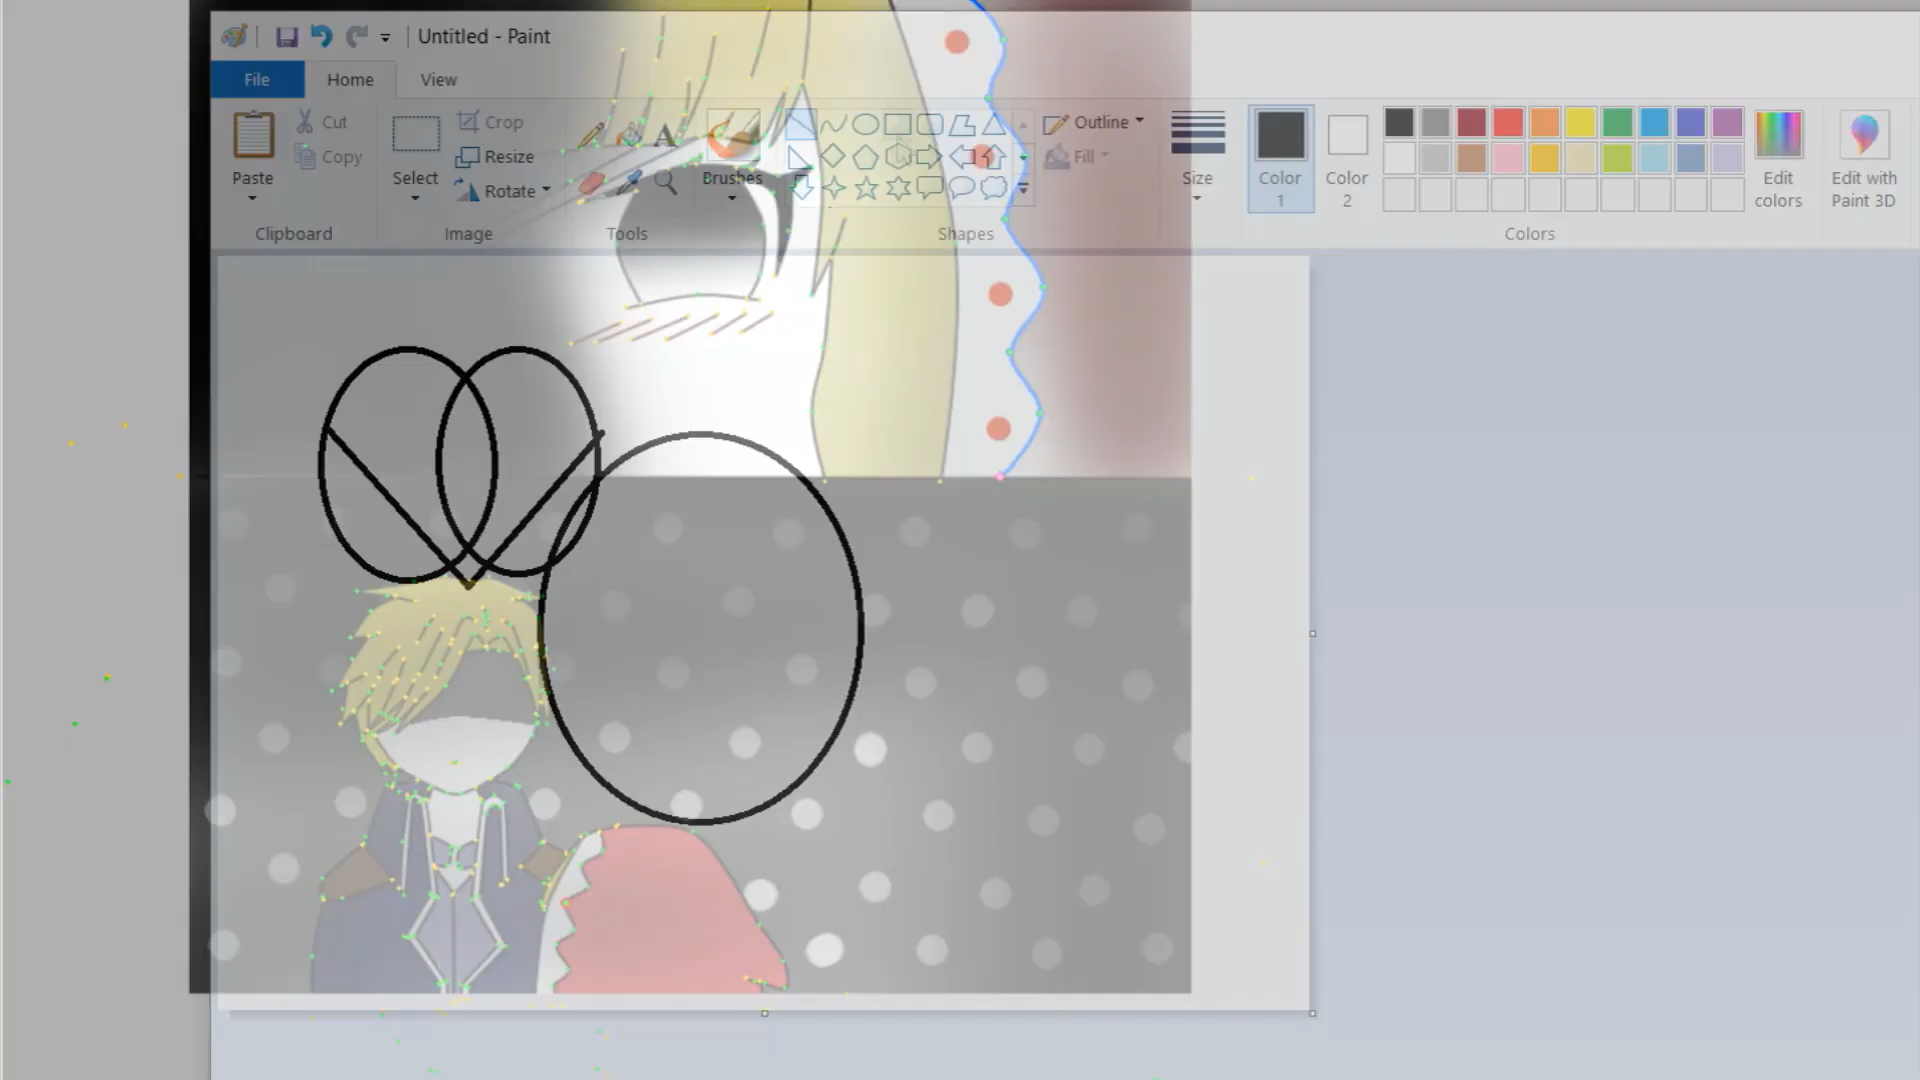 Untitled - Paint
File
Home
View
Paste
Cut
Copy
Clipboard
Select
Crop
Resize
Rotate
Image
A
Tools
Brushes
Shapes
Outline
Fill
Size
Color
1
Color
2
Colors
Edit
colors
Edit with
Paint 3D